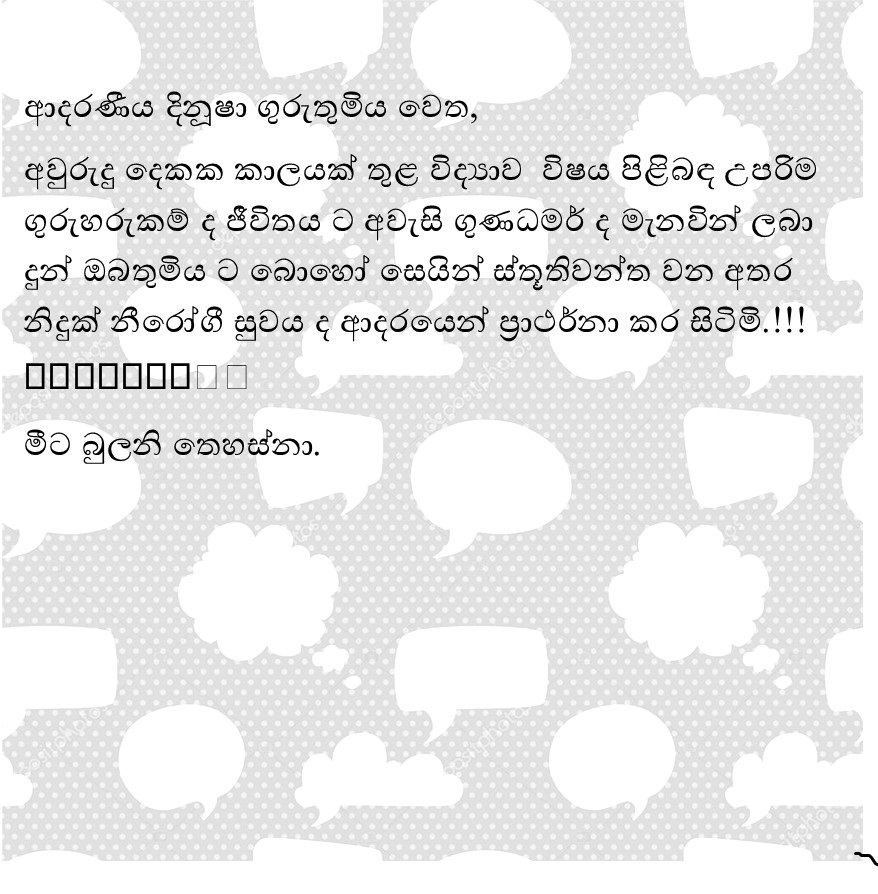 ආදරණීය දිනූෂා ගුරුතුමිය වෙත,
අවුරුදු දෙකක කාලයක් තුළ විද්‍යාව විෂය පිළිබඳ උපරිම
ගුරුහරුකම් ද ජීවිතය ට අවැසි ගුණධමර් ද මැනවින් ලබා
දුන් ඔබතුමිය ට බොහෝ සෙයින් ස්තූතිවන්ත වන අතර
නිදුක් නීරෝගී සුවය ද ආදරයෙන් ප්‍රාථර්නා කර සිටිමි.!!!
මීට බුලනි තෙහස්නා.